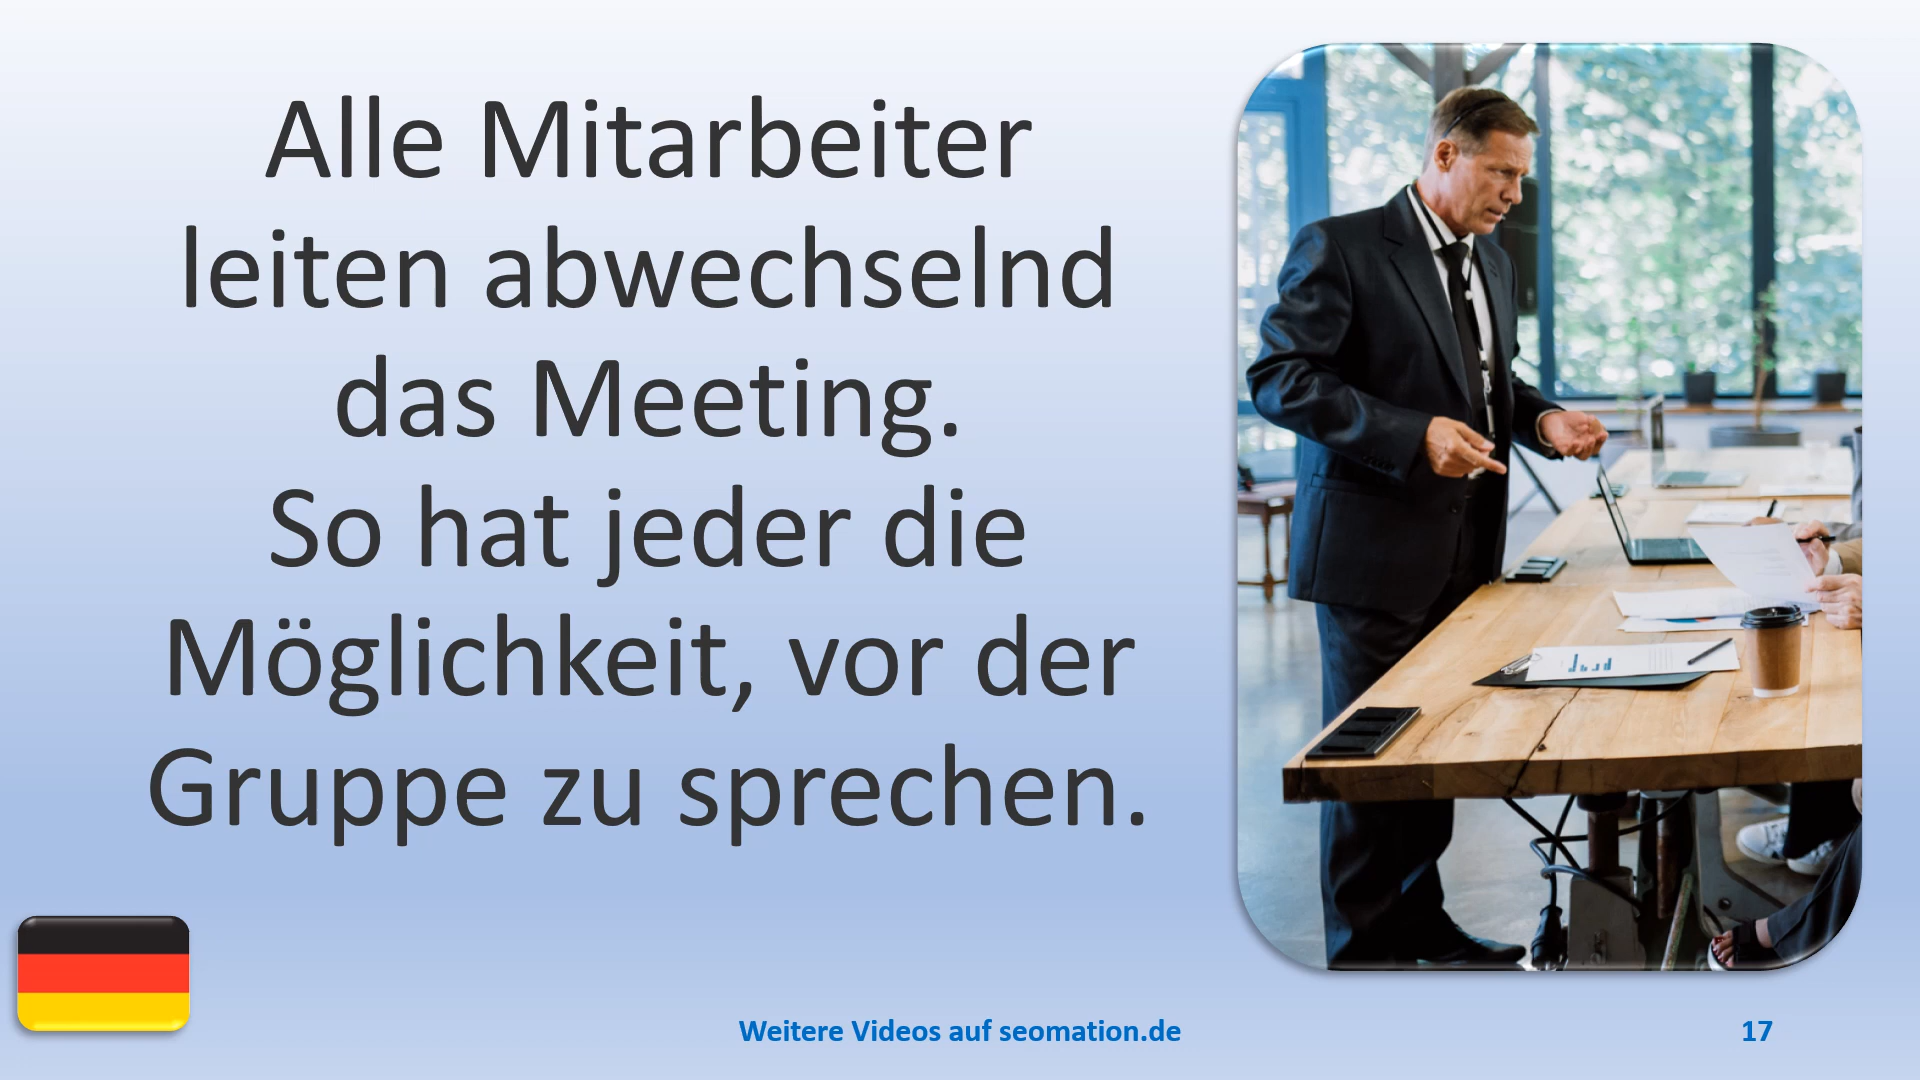 Alle Mitarbeiter
leiten abwechselnd
das Meeting.
So hat jeder die
Möglichkeit, vor der
Gruppe zu sprechen.
Weitere Videos auf seomation.de
17